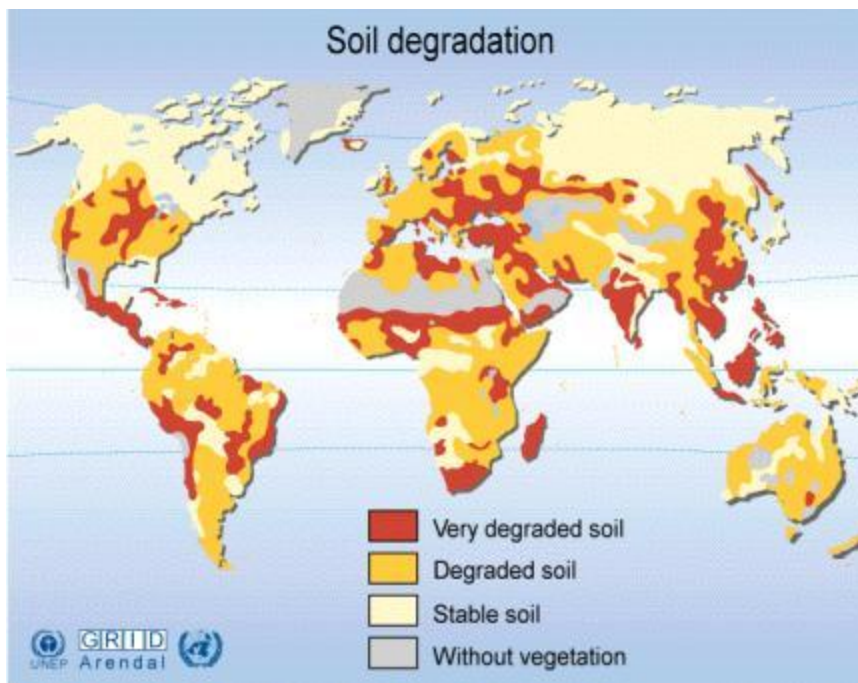 Soil degradation
Very degraded soil
Degraded soil
Stable soil
Without vegetation
UNEP
GRID
Arendal